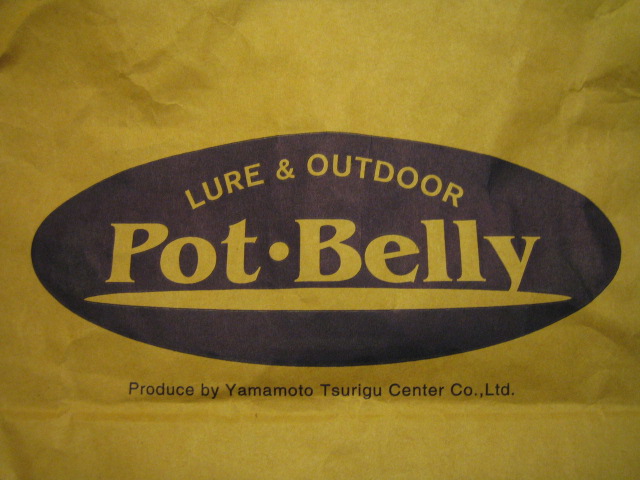 LURE & OUTDOOR
Pot·Belly
Produce by Yamamoto Tsurigu Center Co.,Ltd.